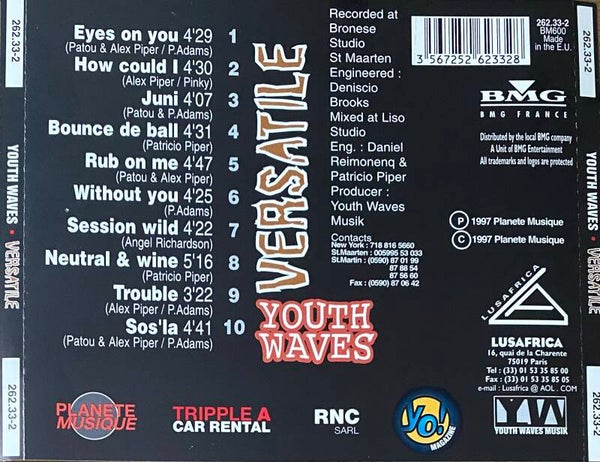 Eyes on you 4'29 1
(Patou & Alex Piper / P.Adams)
How could I 4'30 2
(Alex Piper / Pinky)
Juni 4'07 3
(Patou & P.Adams)
Bounce de ball 4'31 4
(Patricio Piper)
Rub on me 4'47 5
(Patou & Alex Piper)
Without you 4'25 6
(P.Adams)
Session wild 4'22 7
(Angel Richardson)
Neutral & wine 5'16 8
(Patricio Piper)
Trouble 3'22 9
(Alex Piper / P.Adams)
Sos'la 4'41 10
(Patou & Alex Piper / P.Adams)
VERSATILE
YOUTH
WAVES
Recorded at
Bronese
Studio
St Maarten
Engineered :
Deniscio
Brooks
Mixed at Liso
Studio
Eng. : Daniel
Reimonenq &
Patricio Piper
Producer :
Youth Waves
Musik
Contacts
New York : 718 816 5660
St.Maarten : 005995 53 033
St.Martin : (0590) 87 01 99
87 88 54
87 56 60
Fax : (0590) 87 06 42
3 567252 623328
262.33-2
BM600
Made
in the E.U.
BMG
BMG FRANCE
Distributed by the local BMG company
A Unit of BMG Entertainment
All trademarks and logos are protected
P 1997 Planete Musique
C 1997 Planete Musique
LUSAFRICA
LUSAFRICA
16, quai de la Charente
75019 Paris
Tel : (33) 01 53 35 85 00
Fax : (33) 01 53 35 85 05
e-mail : Lusafrica @ AOL . COM
YW
YOUTH WAVES MUSIK
PLANETE
MUSIQUE
TRIPPLE A
CAR RENTAL
RNC
SARL
Yo!
MAGAZINE
262.33-2
YOUTH WAVES • VERSATILE
262.33-2
262.33-2
YOUTH WAVES • VERSATILE
262.33-2